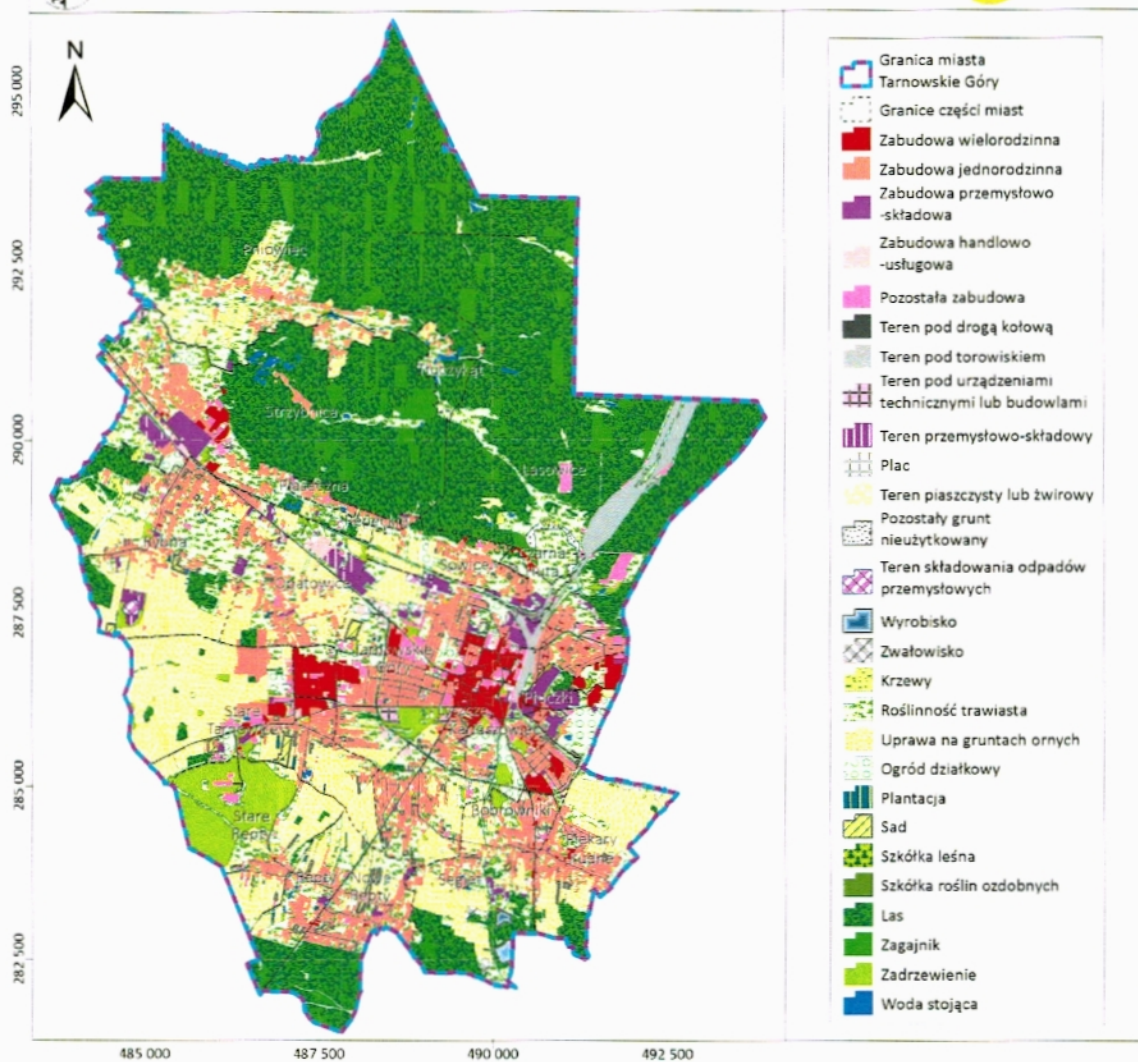 N
295 000
292 500
290 000
287 500
285 000
282 500
485 000
487 500
490 000
492 500
Pniowiec
Strzybnica
Lasowice
Stare
Repty
Bobrowniki
Piekary
Rudne
Nowe
Repty
Granica miasta
Tarnowskie Góry
Granice części miast
Zabudowa wielorodzinna
Zabudowa jednorodzinna
Zabudowa przemysłowo
-składowa
Zabudowa handlowo
-usługowa
Pozostała zabudowa
Teren pod drogą kołową
Teren pod torowiskiem
Teren pod urządzeniami
technicznymi lub budowlami
Teren przemysłowo-składowy
Plac
Teren piaszczysty lub żwirowy
Pozostały grunt
nieużytkowany
Teren składowania odpadów
przemysłowych
Wyrobisko
Zwałowisko
Krzewy
Roślinność trawiasta
Uprawa na gruntach ornych
Ogród działkowy
Plantacja
Sad
Szkółka leśna
Szkółka roślin ozdobnych
Las
Zagajnik
Zadrzewienie
Woda stojąca